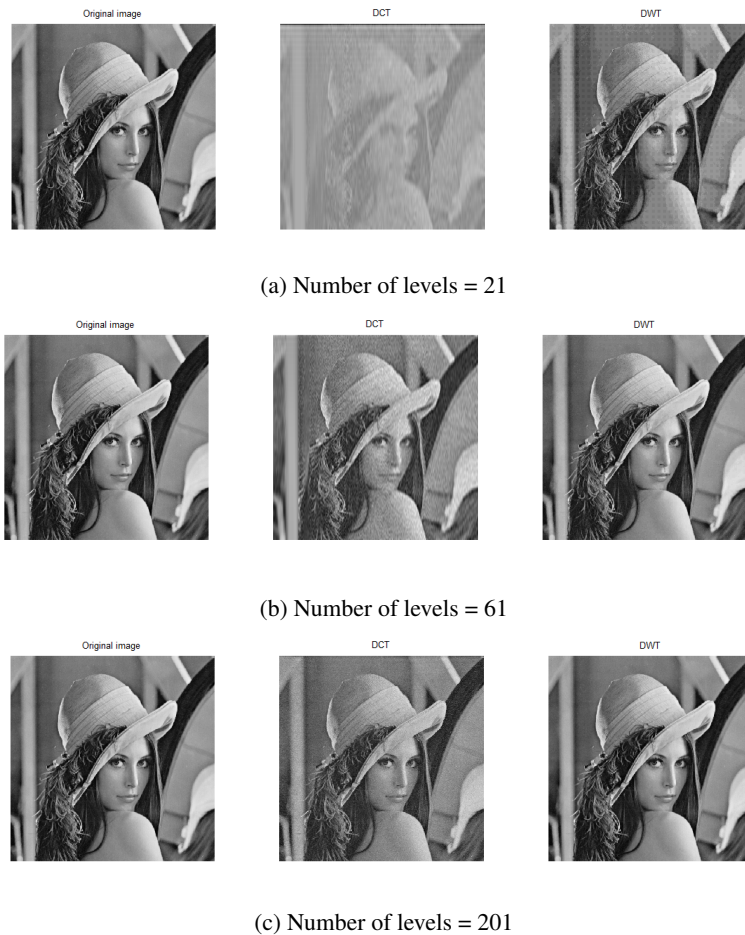 Original image DCT DWT
(a) Number of levels = 21
Original image DCT DWT
(b) Number of levels = 61
Original image DCT DWT
(c) Number of levels = 201